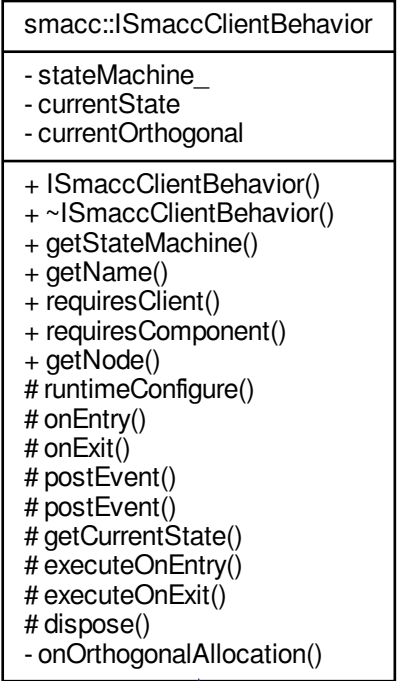 smacc::ISmaccClientBehavior
- stateMachine_
- currentState
- currentOrthogonal
+ ISmaccClientBehavior()
+ ~ISmaccClientBehavior()
+ getStateMachine()
+ getName()
+ requiresClient()
+ requiresComponent()
+ getNode()
# runtimeConfigure()
# onEntry()
# onExit()
# postEvent()
# postEvent()
# getCurrentState()
# executeOnEntry()
# executeOnExit()
# dispose()
- onOrthogonalAllocation()